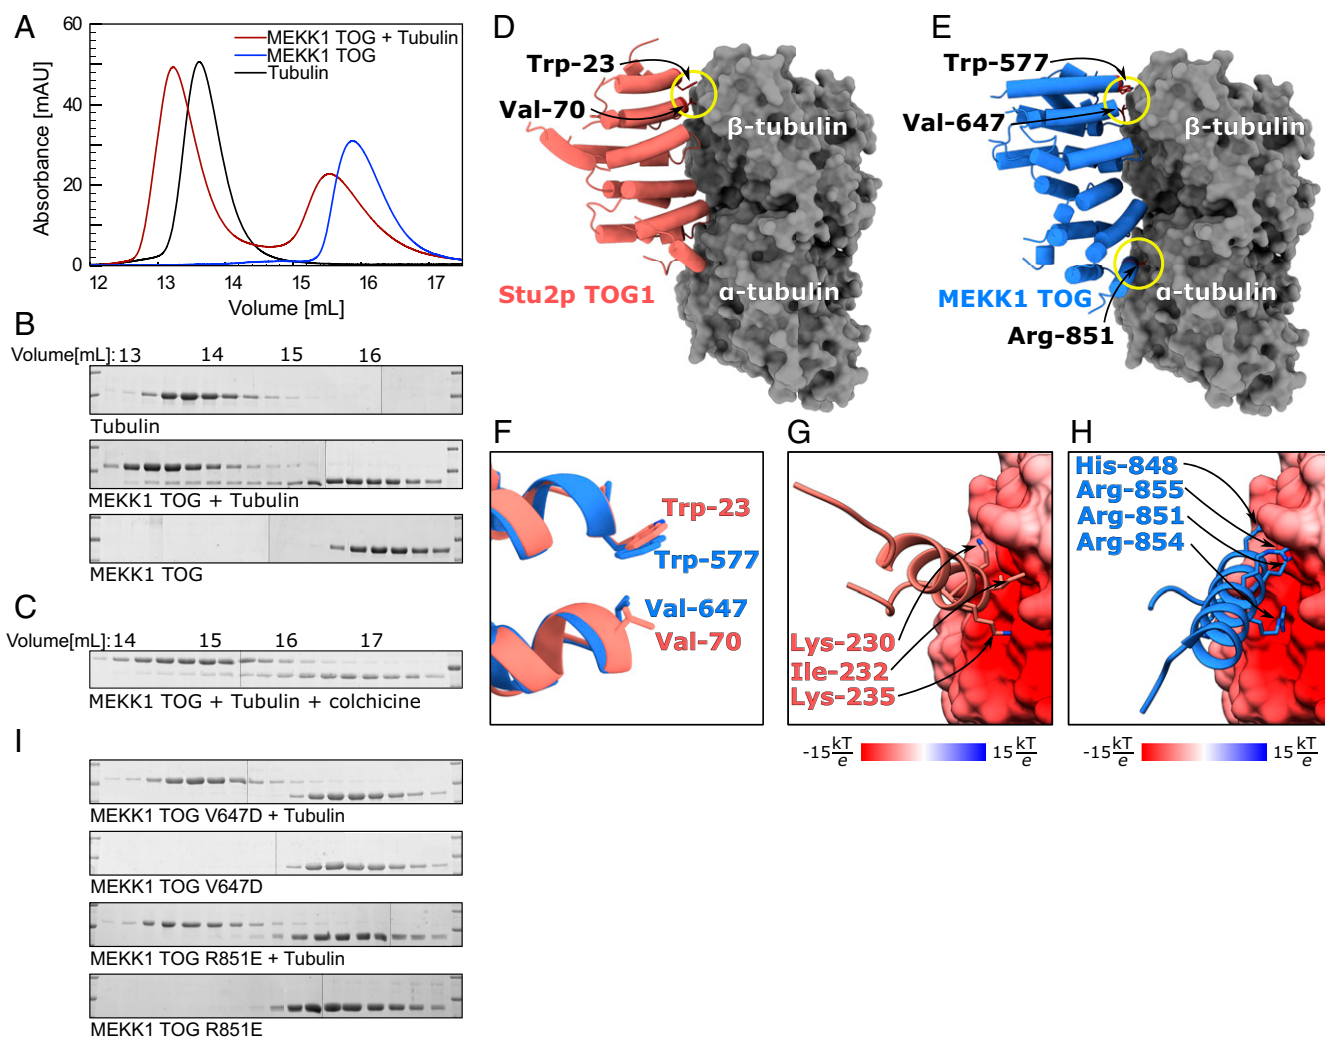 A
60
40
20
0
Absorbance [mAU]
MEKK1 TOG + Tubulin
MEKK1 TOG
Tubulin
12 13 14 15 16 17
Volume [mL]
B
Volume[mL]: 13 14 15 16
Tubulin
MEKK1 TOG + Tubulin
MEKK1 TOG
C
Volume[mL]: 14 15 16 17
MEKK1 TOG + Tubulin + colchicine
D
Trp-23
Val-70
β-tubulin
Stu2p TOG1
α-tubulin
E
Trp-577
Val-647
β-tubulin
MEKK1 TOG
α-tubulin
Arg-851
F
Trp-23
Trp-577
Val-647
Val-70
G
Lys-230
Ile-232
Lys-235
-15 kT/e 15 kT/e
H
His-848
Arg-855
Arg-851
Arg-854
-15 kT/e 15 kT/e
I
MEKK1 TOG V647D + Tubulin
MEKK1 TOG V647D
MEKK1 TOG R851E + Tubulin
MEKK1 TOG R851E